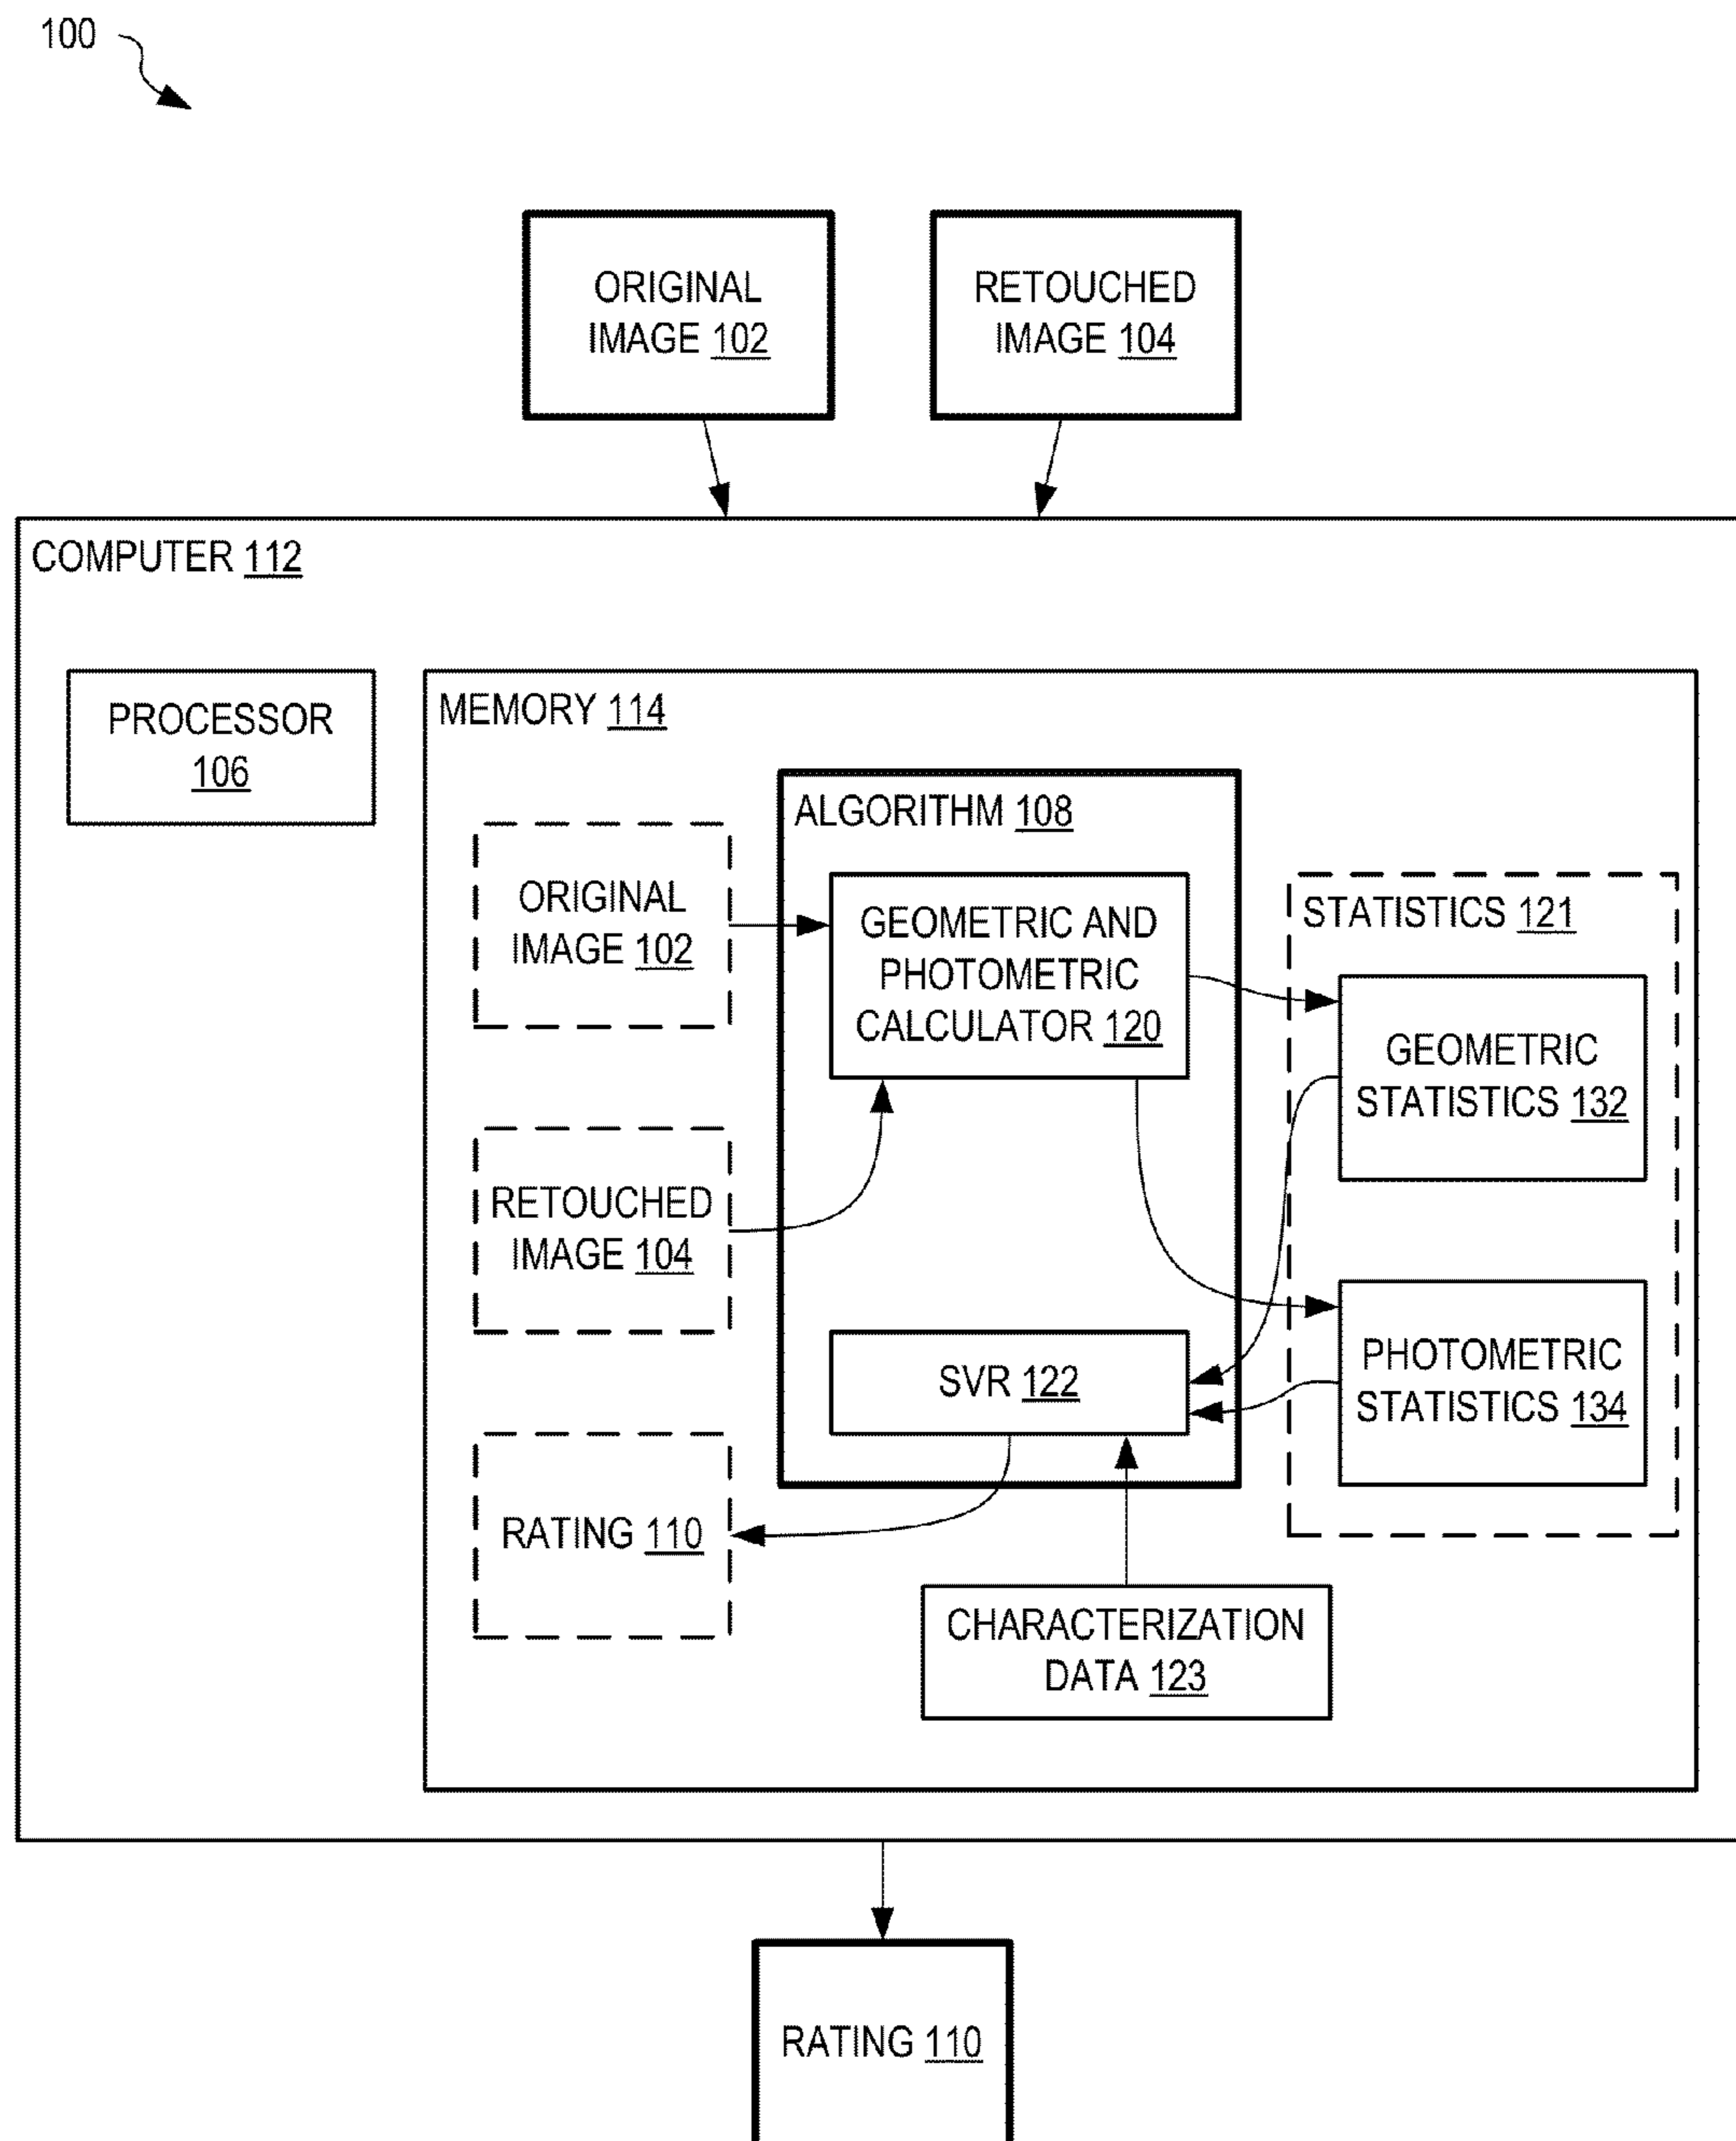 100
ORIGINAL
IMAGE 102
RETOUCHED
IMAGE 104
COMPUTER 112
PROCESSOR
106
MEMORY 114
ALGORITHM 108
ORIGINAL
IMAGE 102
GEOMETRIC AND
PHOTOMETRIC
CALCULATOR 120
STATISTICS 121
GEOMETRIC
STATISTICS 132
RETOUCHED
IMAGE 104
SVR 122
PHOTOMETRIC
STATISTICS 134
RATING 110
CHARACTERIZATION
DATA 123
RATING 110